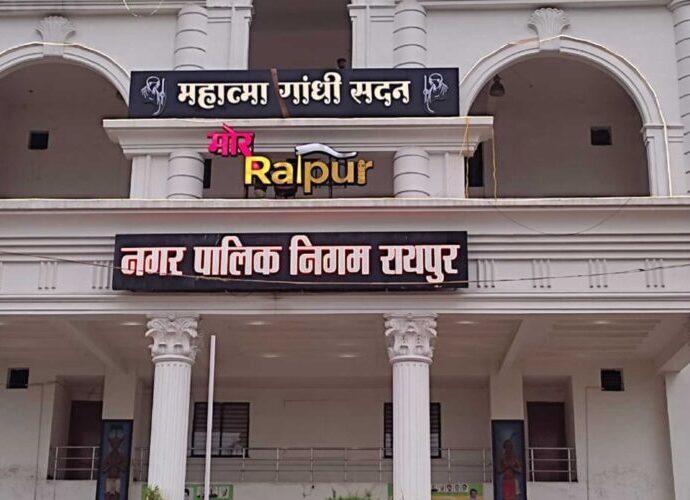 महात्मा गांधी सदन
मोर
Raipur
नगर पालिक निगम रायपुर